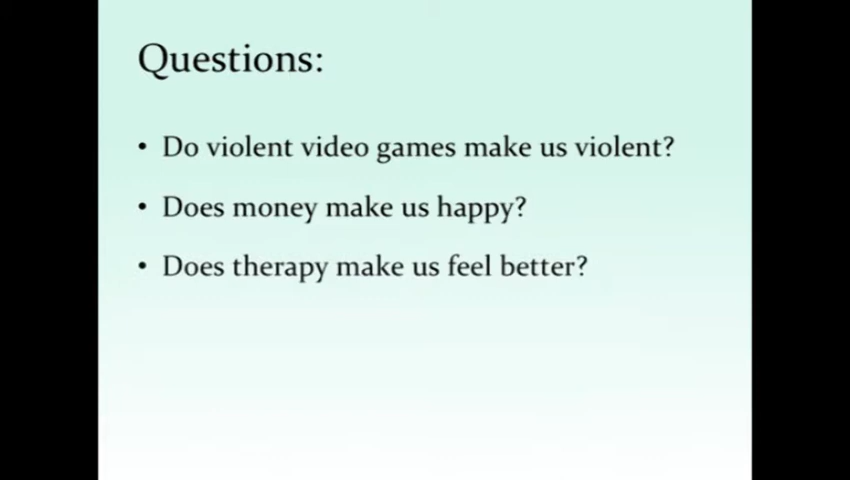 Questions:
• Do violent video games make us violent?
• Does money make us happy?
• Does therapy make us feel better?